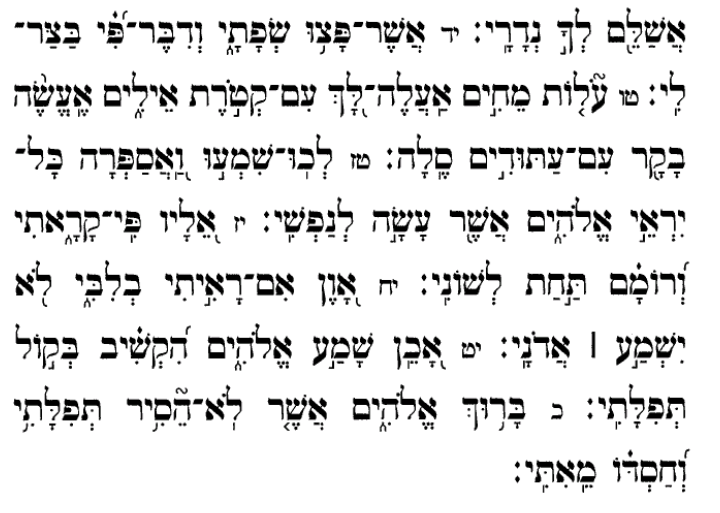 אֲשַׁלֵּ֖ם לְךָ֣ נְדָרָֽי׃ יד אֲשֶׁר־פָּצ֥וּ שְׂפָתָ֑י וְדִבֶּר־פִּ֝֗י בַּצַּר־
לִֽי׃ טו עֹ֘ל֤וֹת מֵחִ֣ים אַֽעֲלֶה־לָּ֭ךְ עִם־קְטֹ֣רֶת אֵילִ֑ים אֶֽעֱשֶׂ֨ה
בָקָ֖ר עִם־עַתּוּדִ֣ים סֶֽלָה׃ טז לְכֽוּ־שִׁמְע֣וּ וַ֭אֲסַפְּרָה כָּל־
יִרְאֵ֣י אֱלֹהִ֑ים אֲשֶׁ֖ר עָשָׂ֣ה לְנַפְשִֽׁי׃ יז אֵ֭לָיו פִּֽי־קָרָ֑אתִי
וְ֝רוֹמַ֗ם תַּ֣חַת לְשׁוֹנִֽי׃ יח אָ֭וֶן אִם־רָאִ֣יתִי בְלִבִּ֑י לֹ֖א
יִשְׁמַ֣ע ׀ אֲדֹנָֽי׃ יט אָ֭כֵן שָׁמַ֣ע אֱלֹהִ֑ים הִ֝קְשִׁ֗יב בְּק֣וֹל
תְּפִלָּתִֽי׃ כ בָּר֥וּךְ אֱלֹהִ֑ים אֲשֶׁ֤ר לֹֽא־הֵ֘סִ֥יר תְּפִלָּתִ֥י
וְ֝חַסְדּ֗וֹ מֵֽאִתִּֽי׃